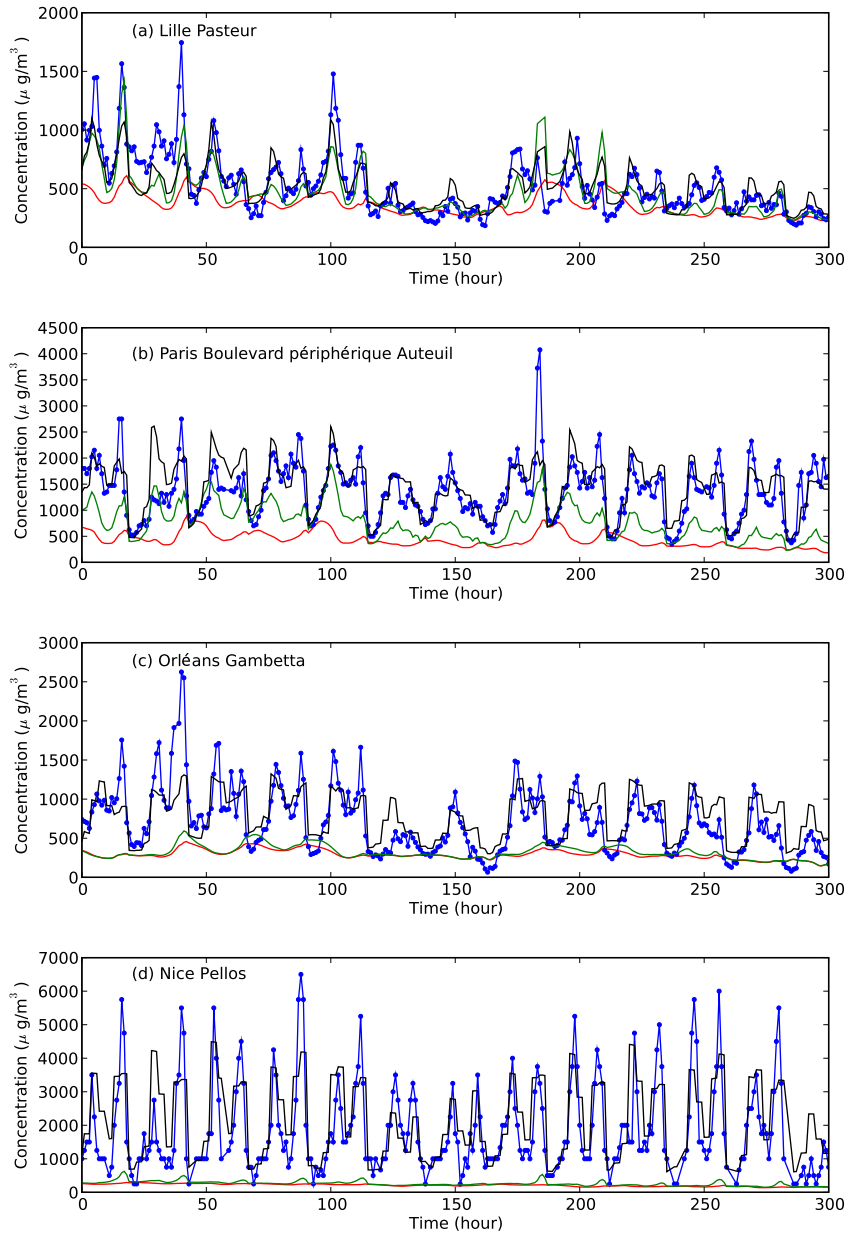 2000
(a) Lille Pasteur
1500
1000
500
0
Concentration (μ g/m³ )
0 50 100 150 200 250 300
Time (hour)
4500
4000
(b) Paris Boulevard périphérique Auteuil
3500
3000
2500
2000
1500
1000
500
0
Concentration (μ g/m³ )
0 50 100 150 200 250 300
Time (hour)
3000
(c) Orléans Gambetta
2500
2000
1500
1000
500
0
Concentration (μ g/m³ )
0 50 100 150 200 250 300
Time (hour)
7000
(d) Nice Pellos
6000
5000
4000
3000
2000
1000
0
Concentration (μ g/m³ )
0 50 100 150 200 250 300
Time (hour)